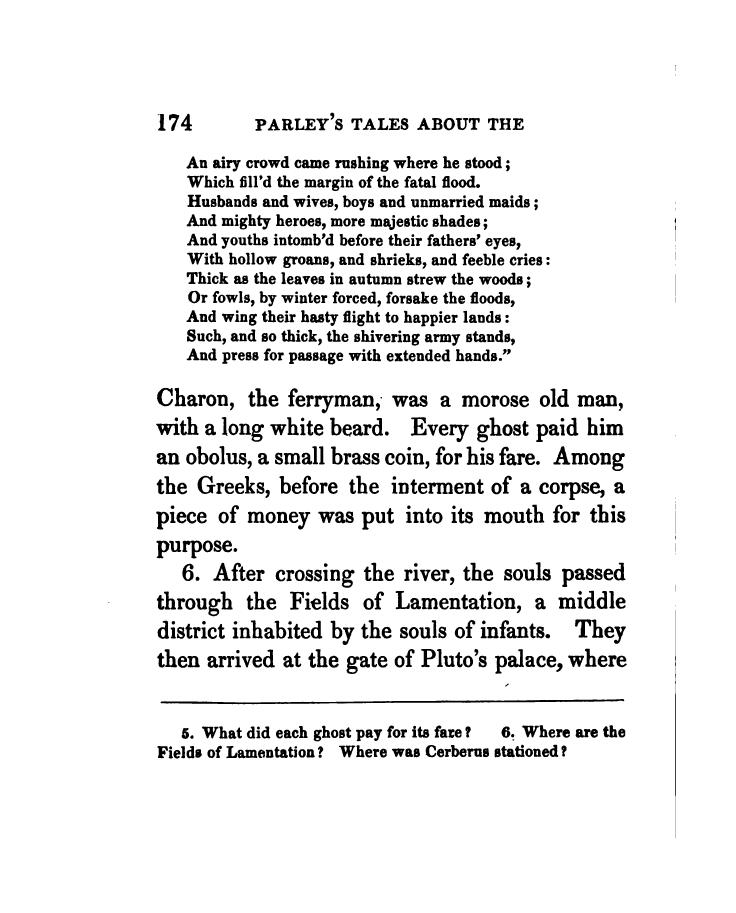 174 PARLEY'S TALES ABOUT THE
An airy crowd came rushing where he stood;
Which fill'd the margin of the fatal flood.
Husbands and wives, boys and unmarried maids;
And mighty heroes, more majestic shades;
And youths intomb'd before their fathers' eyes,
With hollow groans, and shrieks, and feeble cries:
Thick as the leaves in autumn strew the woods;
Or fowls, by winter forced, forsake the floods,
And wing their hasty flight to happier lands:
Such, and so thick, the shivering army stands,
And press for passage with extended hands."
Charon, the ferryman, was a morose old man,
with a long white beard. Every ghost paid him
an obolus, a small brass coin, for his fare. Among
the Greeks, before the interment of a corpse, a
piece of money was put into its mouth for this
purpose.
6. After crossing the river, the souls passed
through the Fields of Lamentation, a middle
district inhabited by the souls of infants. They
then arrived at the gate of Pluto's palace, where
5. What did each ghost pay for its fare? 6. Where are the
Fields of Lamentation? Where was Cerberus stationed?